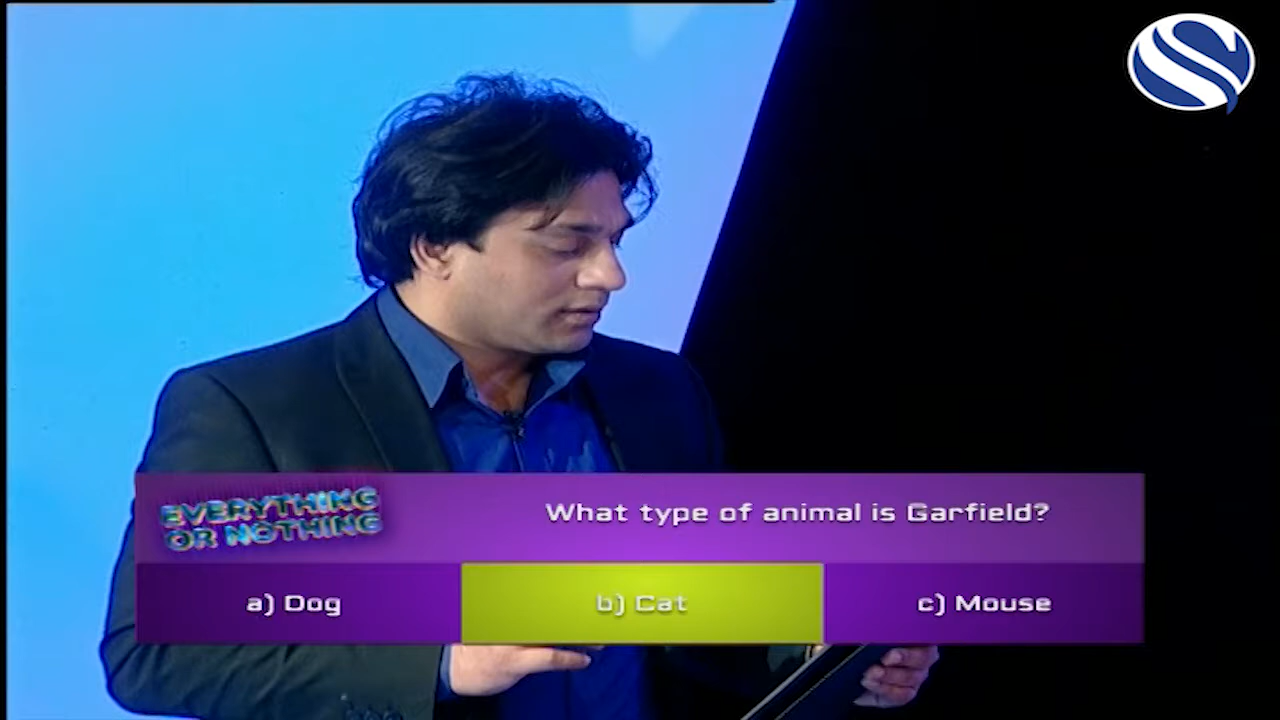 EVERYTHING
OR NOTHING
What type of animal is Garfield?
a) Dog
b) Cat
c) Mouse